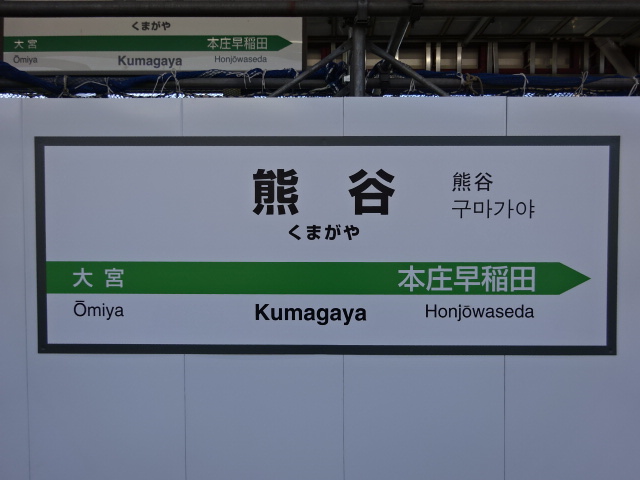 くまがや
大宮 本庄早稲田
Ōmiya Kumagaya Honjōwaseda
熊谷 熊谷
구마가야
くまがや
大宮 本庄早稲田
Ōmiya Kumagaya Honjōwaseda